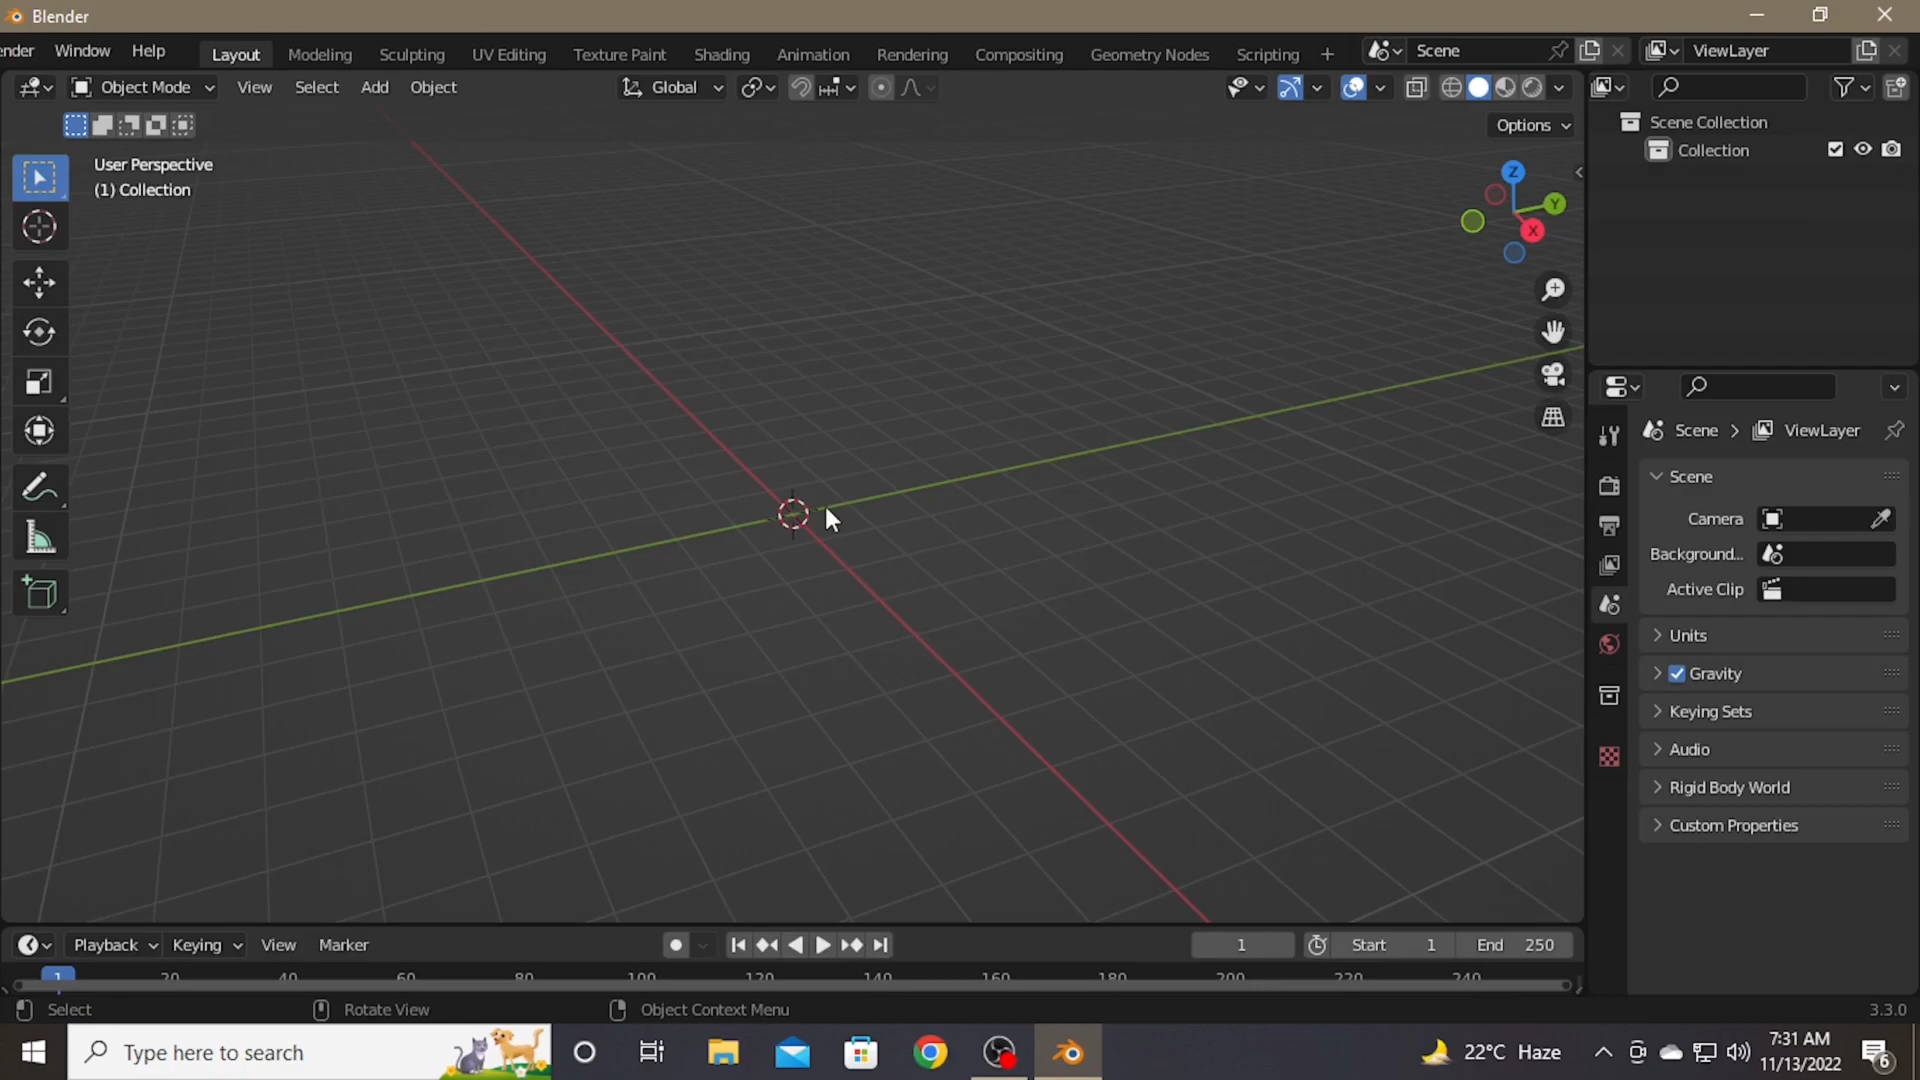 Blender
nder Window Help Layout Modeling Sculpting UV Editing Texture Paint Shading Animation Rendering Compositing Geometry Nodes Scripting + Scene ViewLayer
Object Mode View Select Add Object Global
Options
User Perspective
(1) Collection
Z
Y
X
Scene Collection
Collection
Scene > ViewLayer
Scene
Camera
Background...
Active Clip
Units
Gravity
Keying Sets
Audio
Rigid Body World
Custom Properties
Playback Keying View Marker 1 Start 1 End 250
1 20 40 60 80 100 120 140 160 180 200 220 240
Select Rotate View Object Context Menu 3.3.0
Type here to search 22°C Haze 7:31 AM
11/13/2022 6